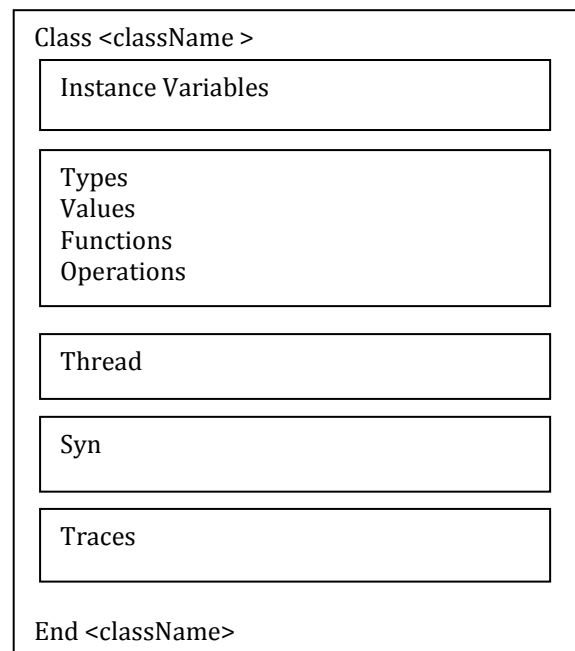 Class <className >
Instance Variables
Types
Values
Functions
Operations
Thread
Syn
Traces
End <className>